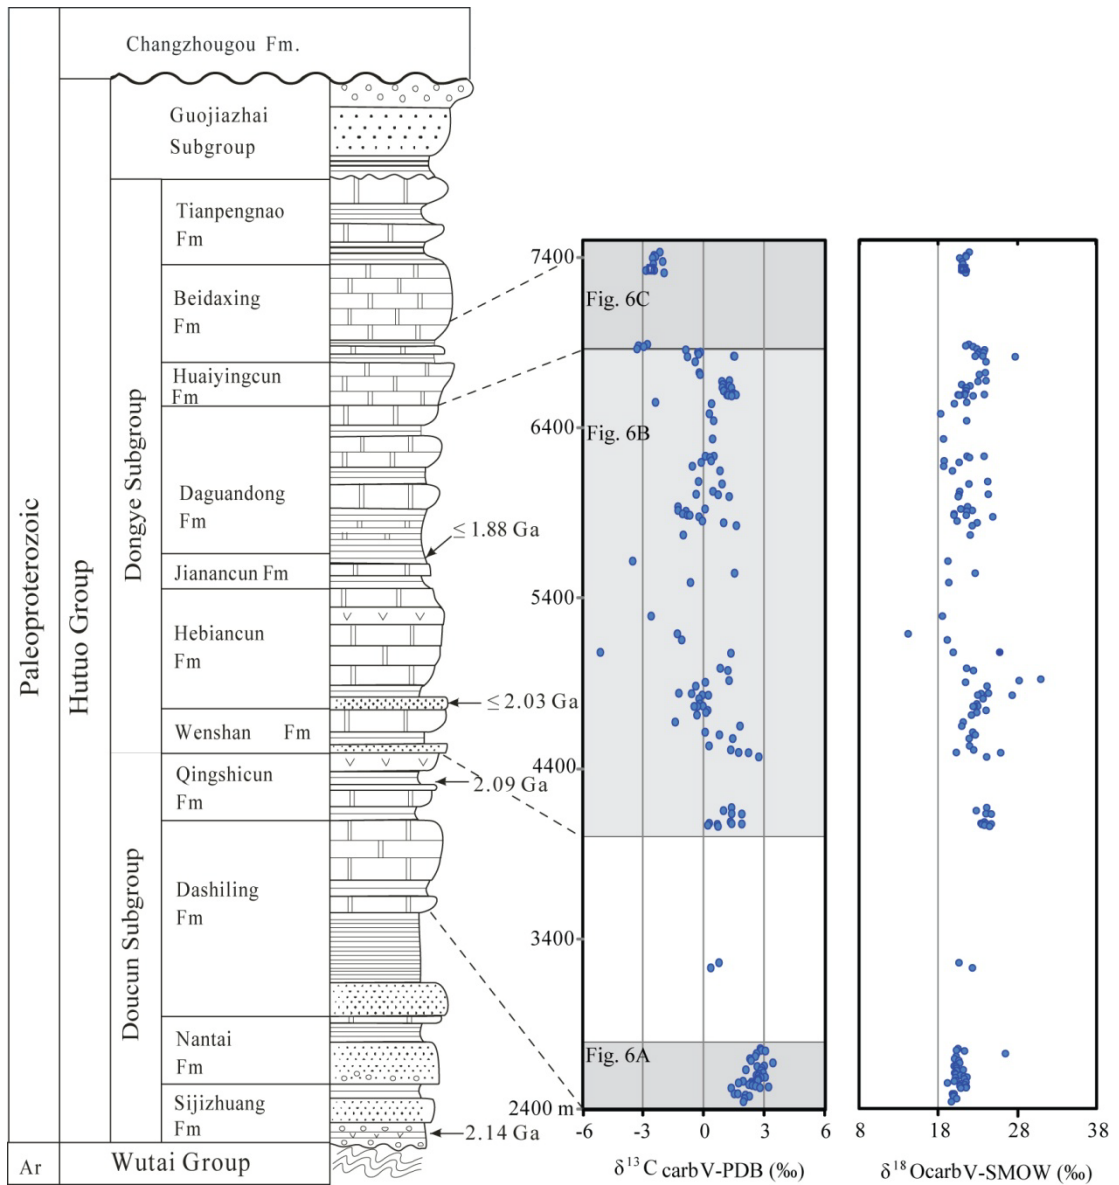 Changzhougou Fm.
Guojiazhai
Subgroup
Tianpengnao
Fm
Beidaxing
Fm
Huaiyingcun
Fm
Daguandong
Fm
Jianancun Fm
Hebiancun
Fm
Wenshan Fm
Qingshicun
Fm
Dashiling
Fm
Nantai
Fm
Sijizhuang
Fm
Wutai Group
Ar
Paleoproterozoic
Hutuo Group
Dongye Subgroup
Doucun Subgroup
≤ 1.88 Ga
≤ 2.03 Ga
2.09 Ga
2.14 Ga
7400
6400
5400
4400
3400
2400 m
Fig. 6C
Fig. 6B
Fig. 6A
-6 -3 0 3 6
δ¹³C carbV-PDB (‰)
8 18 28 38
δ¹⁸OcarbV-SMOW (‰)